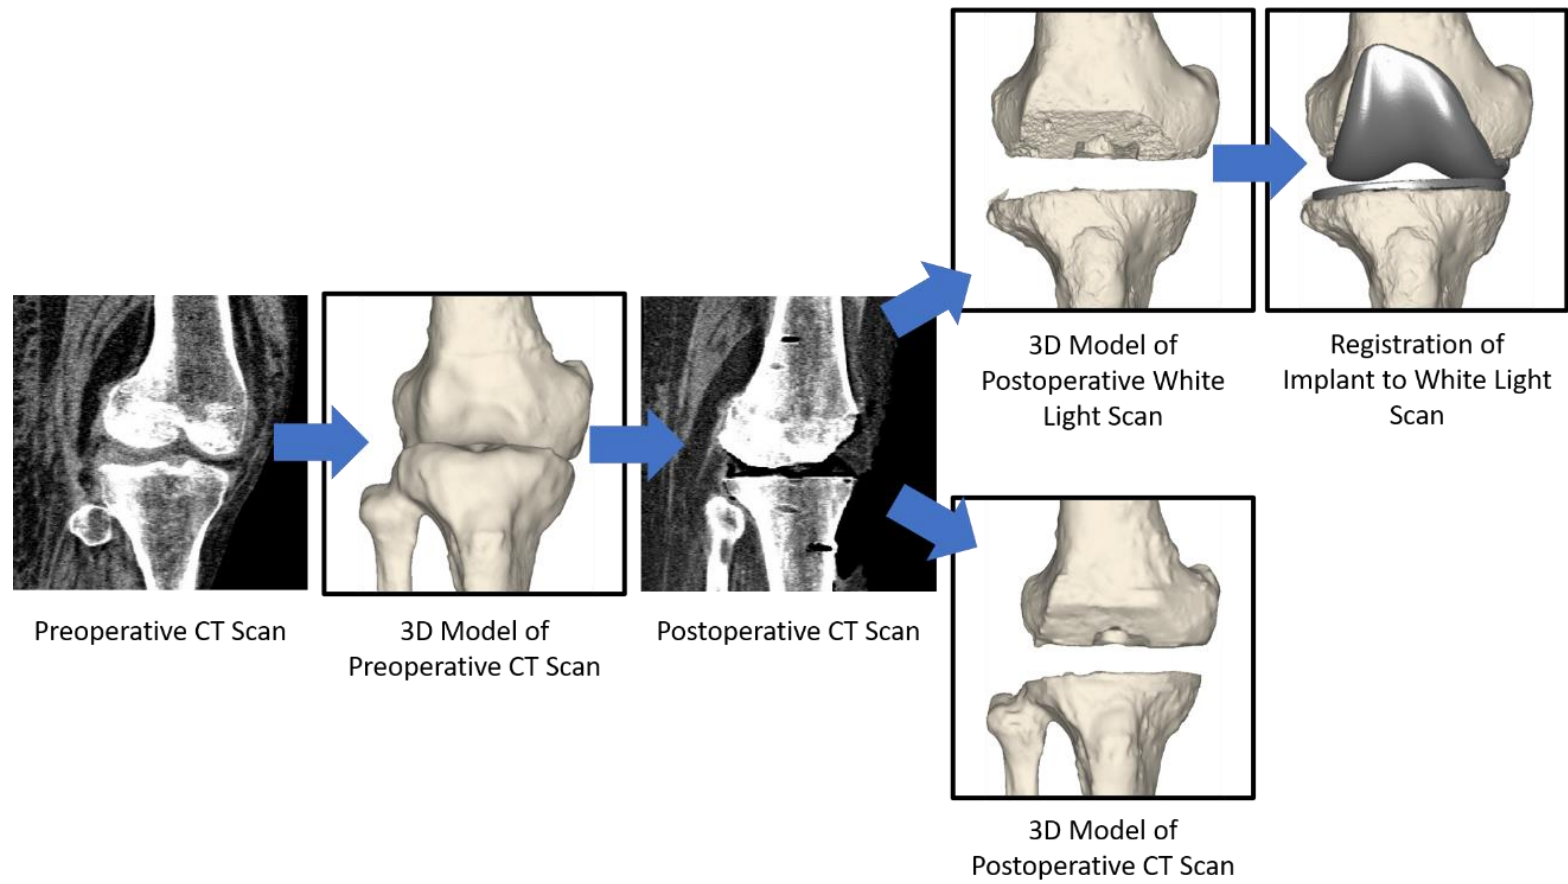 Preoperative CT Scan
3D Model of
Preoperative CT Scan
Postoperative CT Scan
3D Model of
Postoperative White
Light Scan
Registration of
Implant to White Light
Scan
3D Model of
Postoperative CT Scan